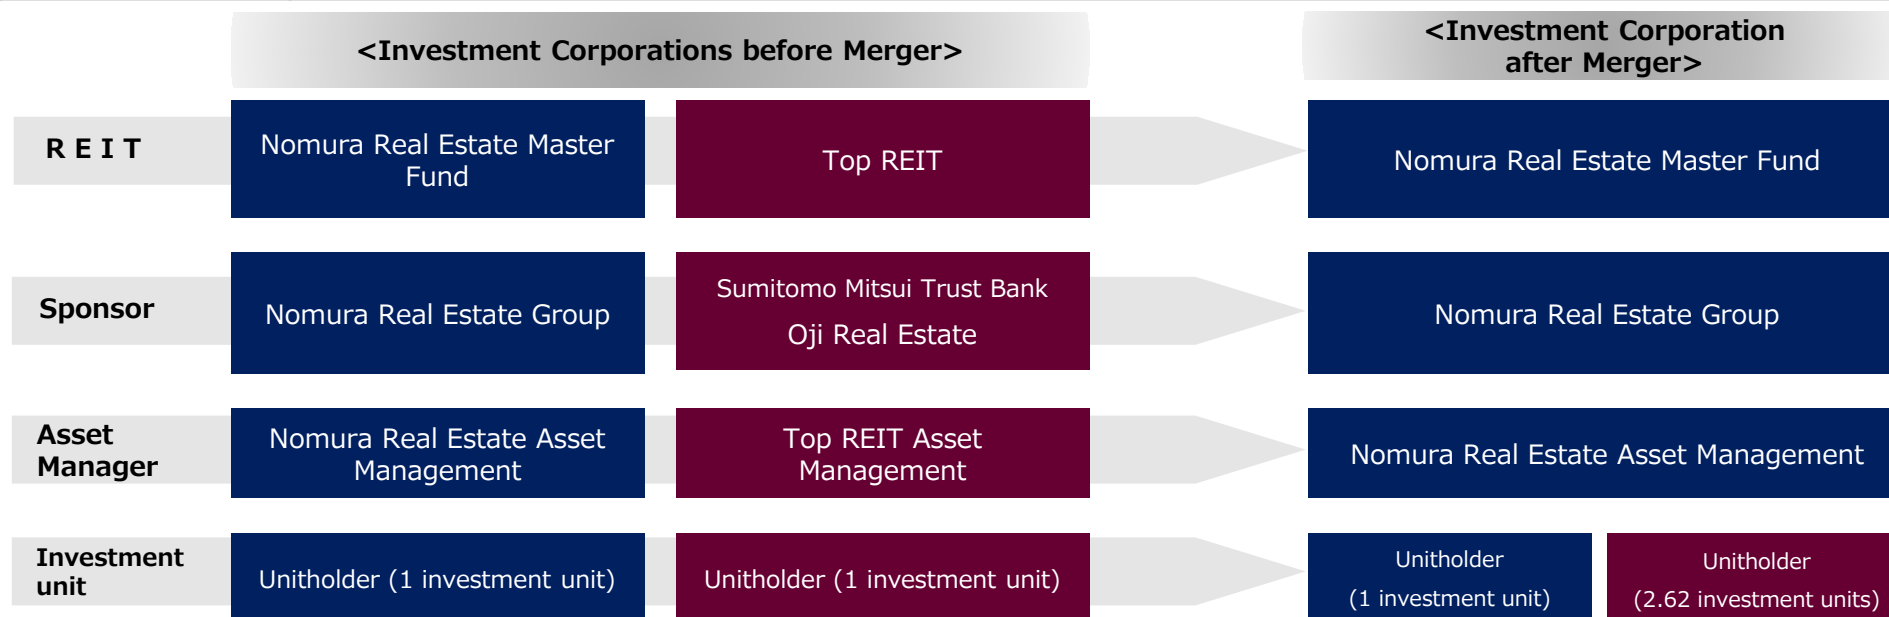 <Investment Corporations before Merger>
<Investment Corporation
after Merger>
R E I T
Nomura Real Estate Master
Fund
Top REIT
Nomura Real Estate Master Fund
Sponsor
Nomura Real Estate Group
Sumitomo Mitsui Trust Bank
Oji Real Estate
Nomura Real Estate Group
Asset
Manager
Nomura Real Estate Asset
Management
Top REIT Asset
Management
Nomura Real Estate Asset Management
Investment
unit
Unitholder (1 investment unit)
Unitholder (1 investment unit)
Unitholder
(1 investment unit)
Unitholder
(2.62 investment units)